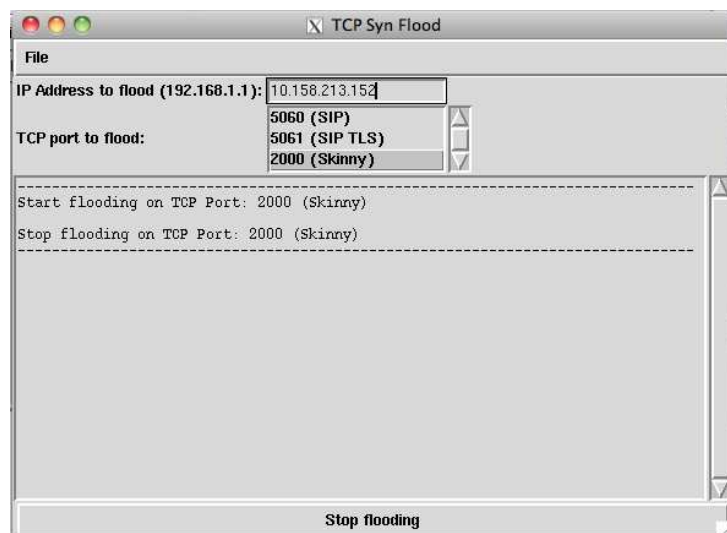 TCP Syn Flood
File
IP Address to flood (192.168.1.1): 10.158.213.152
5060 (SIP)
TCP port to flood: 5061 (SIP TLS)
2000 (Skinny)
--------------------------------------------------------------------------
Start flooding on TCP Port: 2000 (Skinny)
Stop flooding on TCP Port: 2000 (Skinny)
--------------------------------------------------------------------------
Stop flooding